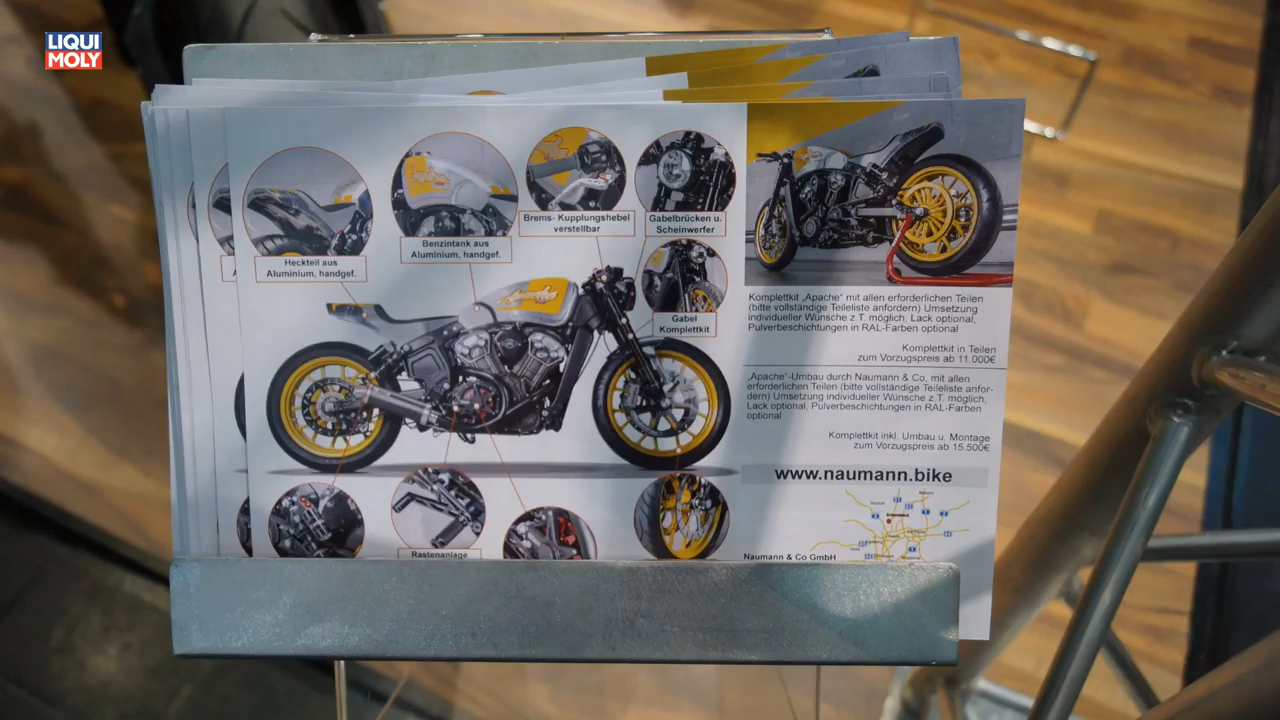 LIQUI
MOLY
Heckteil aus
Aluminium, handgef.
Benzintank aus
Aluminium, handgef.
Brems- Kupplungshebel
verstellbar
Gabelbrücken u.
Scheinwerfer
Gabel
Komplettkit
Rastenanlage
Komplettkit „Apache" mit allen erforderlichen Teilen
(bitte vollständige Teileliste anfordern) Umsetzung
individueller Wünsche z.T. möglich, Lack optional,
Pulverbeschichtungen in RAL-Farben optional
Komplettkit in Teilen
zum Vorzugspreis ab 11.000€
„Apache"-Umbau durch Naumann & Co, mit allen
erforderlichen Teilen (bitte vollständige Teileliste anfor-
dern) Umsetzung individueller Wünsche z.T. möglich,
Lack optional, Pulverbeschichtungen in RAL-Farben
optional
Komplettkit inkl. Umbau u. Montage
zum Vorzugspreis ab 15.500€
www.naumann.bike
Naumann & Co GmbH